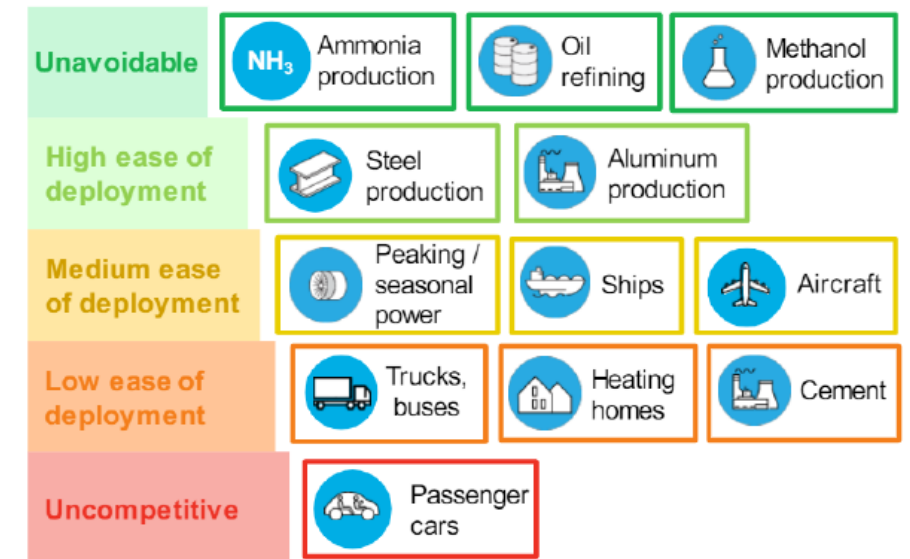 Unavoidable
NH₃
Ammonia
production
Oil
refining
Methanol
production
High ease of
deployment
Steel
production
Aluminum
production
Medium ease
of deployment
Peaking /
seasonal
power
Ships
Aircraft
Low ease of
deployment
Trucks,
buses
Heating
homes
Cement
Uncompetitive
Passenger
cars